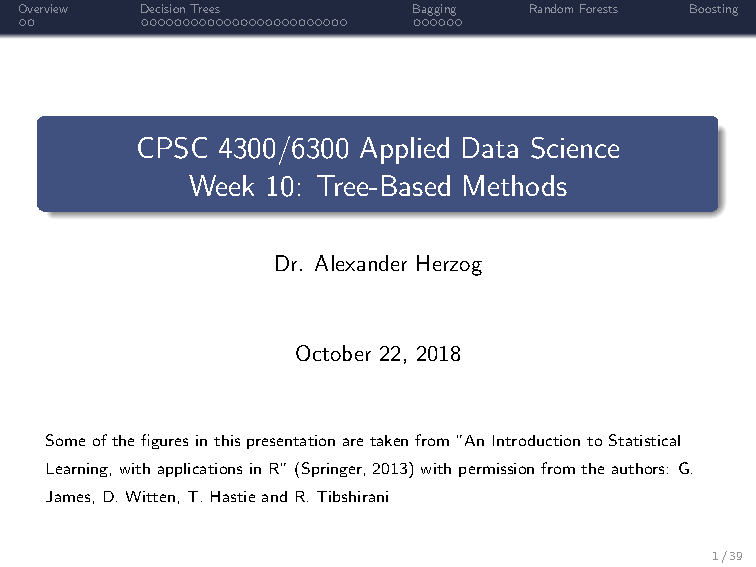 Overview Decision Trees Bagging Random Forests Boosting
CPSC 4300/6300 Applied Data Science
Week 10: Tree-Based Methods
Dr. Alexander Herzog
October 22, 2018
Some of the figures in this presentation are taken from "An Introduction to Statistical
Learning, with applications in R" (Springer, 2013) with permission from the authors: G.
James, D. Witten, T. Hastie and R. Tibshirani
1 / 39